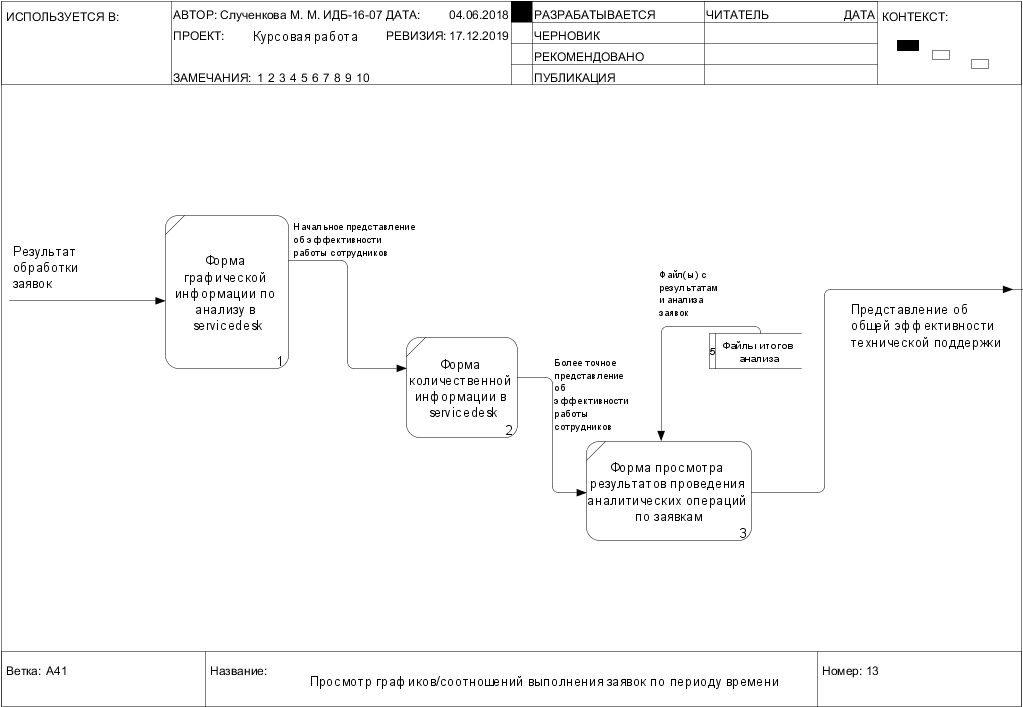 ИСПОЛЬЗУЕТСЯ В:
АВТОР: Слученкова М. М. ИДБ-16-07 ДАТА: 04.06.2018
ПРОЕКТ: Курсовая работа РЕВИЗИЯ: 17.12.2019
ЗАМЕЧАНИЯ: 1 2 3 4 5 6 7 8 9 10
РАЗРАБАТЫВАЕТСЯ
ЧЕРНОВИК
РЕКОМЕНДОВАНО
ПУБЛИКАЦИЯ
ЧИТАТЕЛЬ ДАТА
КОНТЕКСТ:
Результат
обработки
заявок
Форма
графической
информации по
анализу в
servicedesk
1
Начальное представление
об эффективности
работы сотрудников
Форма
количественной
информации в
servicedesk
2
Более точное
представление
об
эффективности
работы
сотрудников
Файл(ы) с
результатам
и анализа
заявок
5
Файлы итогов
анализа
Форма просмотра
результатов проведения
аналитических операций
по заявкам
3
Представление об
общей эффективности
технической поддержки
Ветка: A41
Название:
Просмотр графиков/соотношений выполнения заявок по периоду времени
Номер: 13